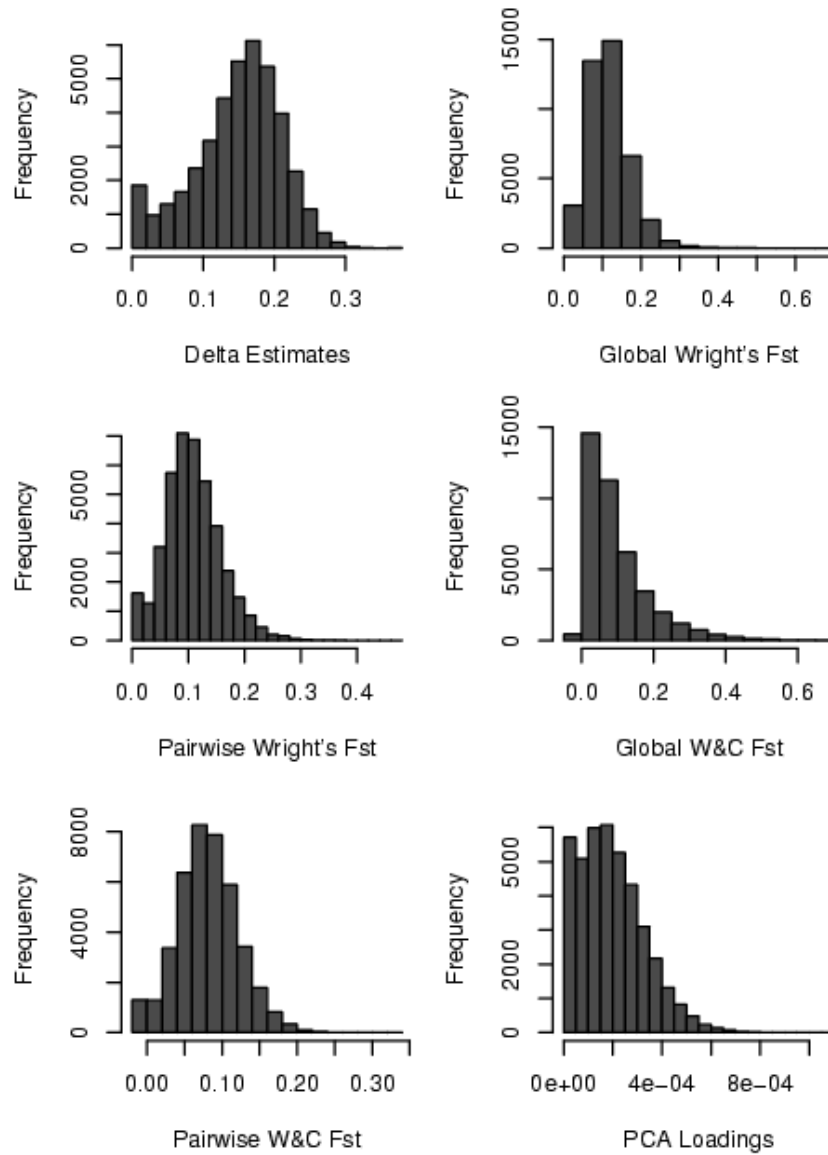 Frequency
0 2000 5000
0.0 0.1 0.2 0.3
Delta Estimates
Frequency
0 5000 15000
0.0 0.2 0.4 0.6
Global Wright's Fst
Frequency
0 2000 5000
0.0 0.1 0.2 0.3 0.4
Pairwise Wright's Fst
Frequency
0 5000 15000
0.0 0.2 0.4 0.6
Global W&C Fst
Frequency
0 4000 8000
0.00 0.10 0.20 0.30
Pairwise W&C Fst
Frequency
0 2000 5000
0e+00 4e-04 8e-04
PCA Loadings